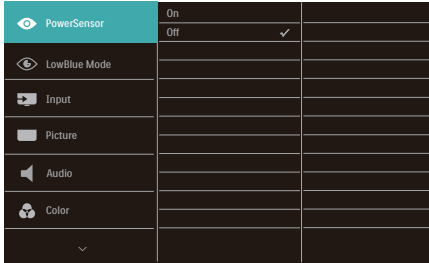 PowerSensor
On
Off
LowBlue Mode
Input
Picture
Audio
Color